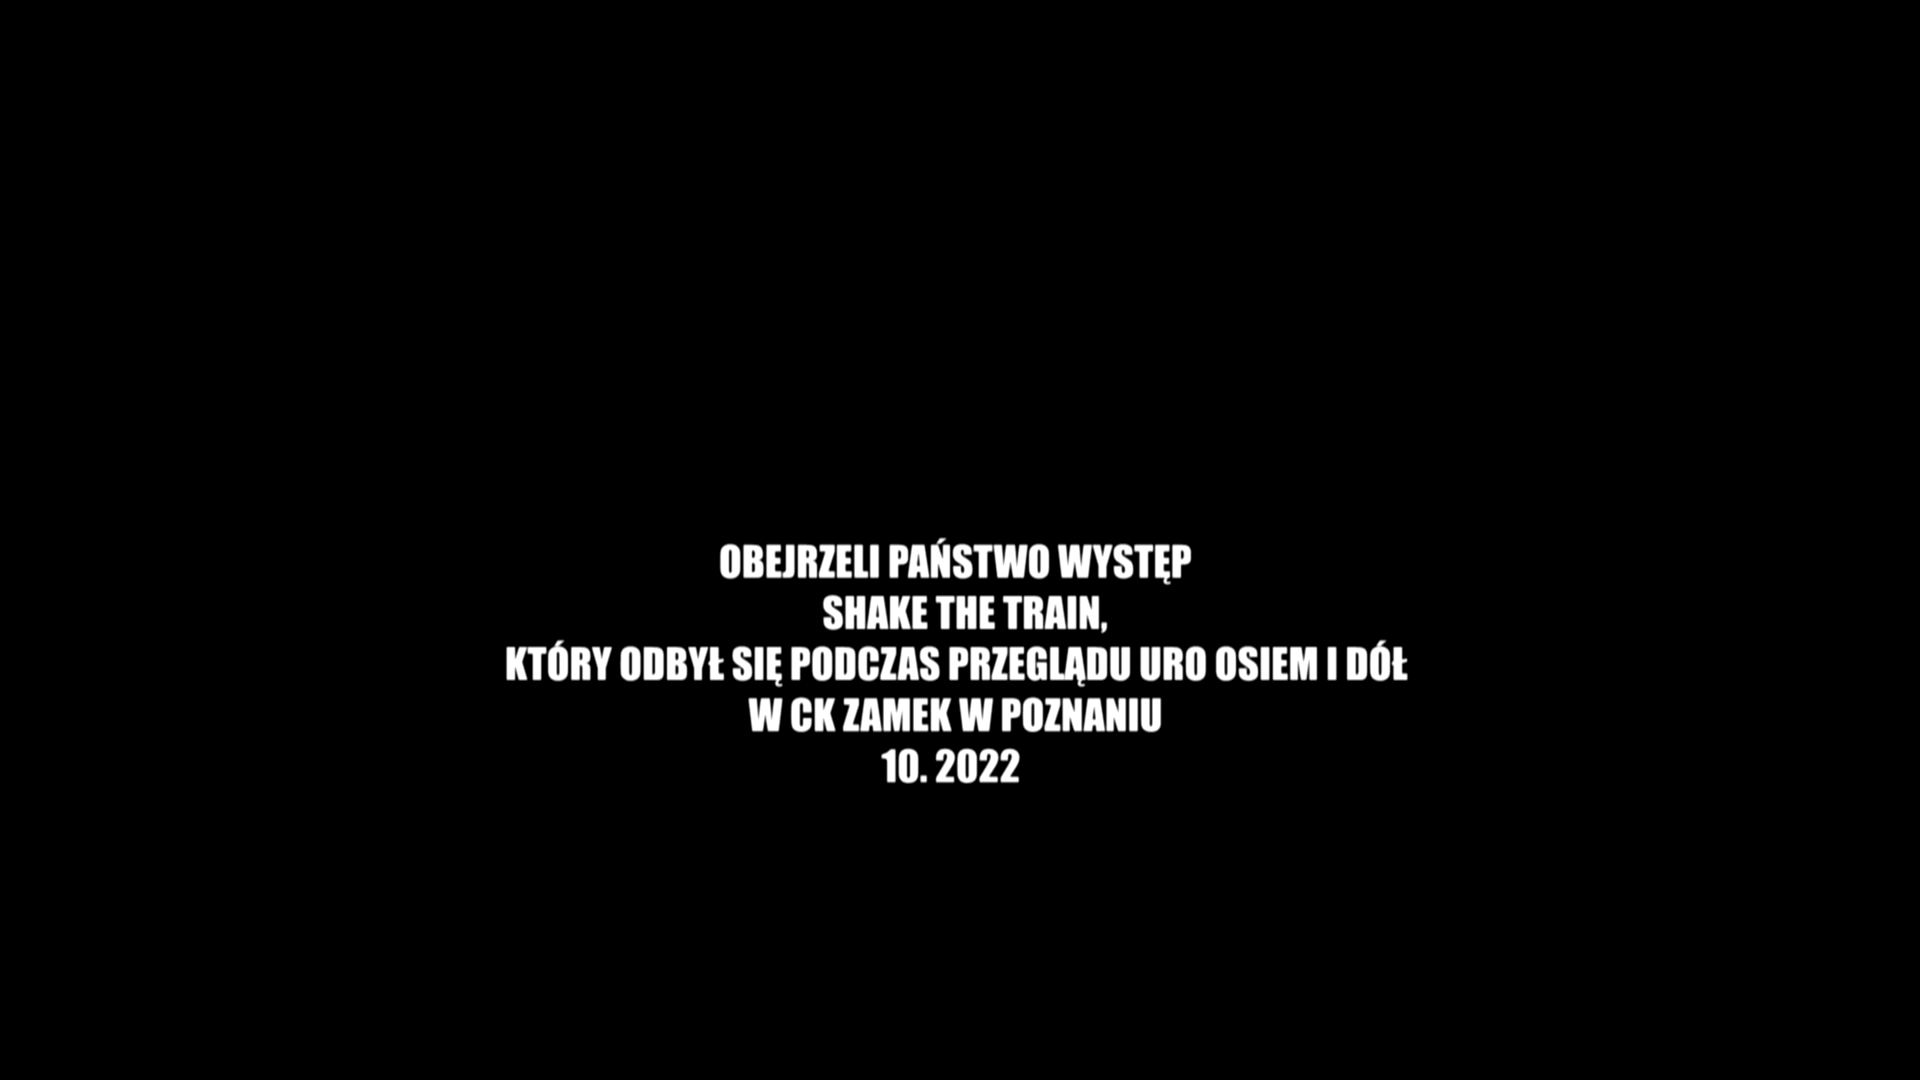 OBEJRZELI PAŃSTWO WYSTĘP
SHAKE THE TRAIN,
KTÓRY ODBYŁ SIĘ PODCZAS PRZEGLĄDU URO OSIEM I DÓŁ
W CK ZAMEK W POZNANIU
10. 2022